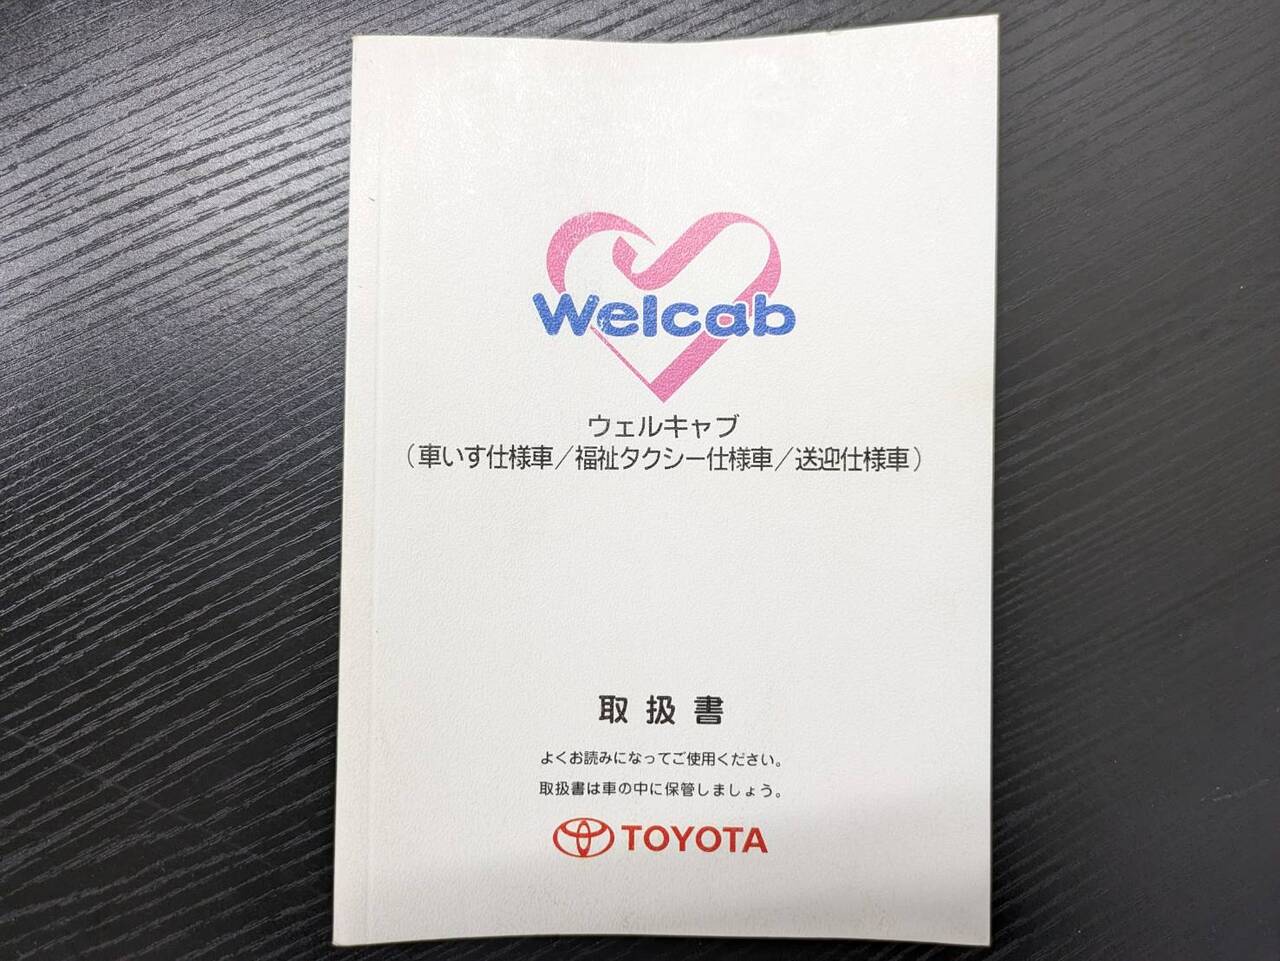 Welcab
ウェルキャブ
（車いす仕様車／福祉タクシー仕様車／送迎仕様車）
取扱書
よくお読みになってご使用ください。
取扱書は車の中に保管しましょう。
TOYOTA